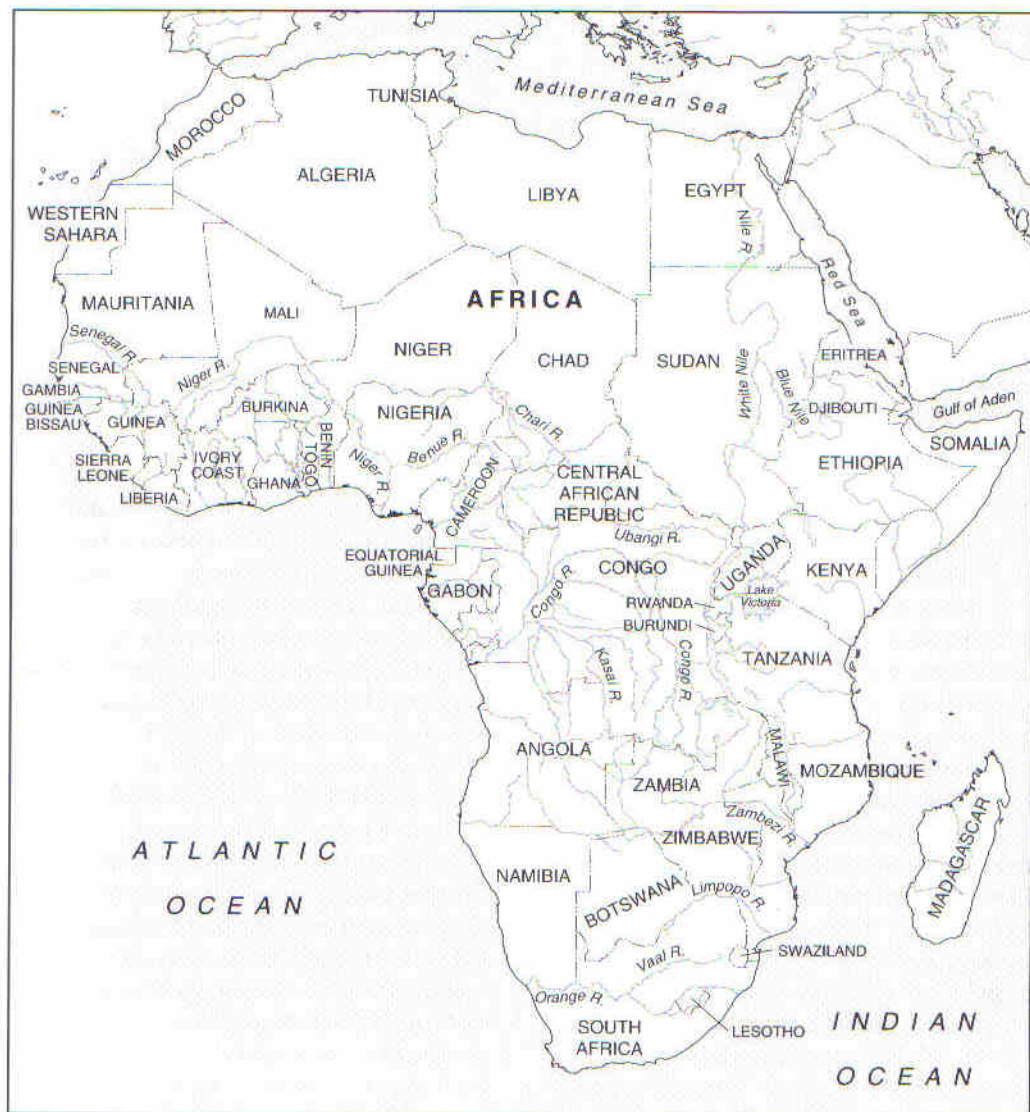 Mediterranean Sea
TUNISIA
MOROCCO
ALGERIA
LIBYA
EGYPT
WESTERN
SAHARA
Nile R.
Red Sea
MAURITANIA
MALI
AFRICA
NIGER
CHAD
SUDAN
ERITREA
Senegal R.
SENEGAL
Niger R.
White Nile
Blue Nile
GAMBIA
GUINEA
BISSAU
GUINEA
BURKINA
NIGERIA
Chari R.
DJIBOUTI
Gulf of Aden
SOMALIA
SIERRA
LEONE
IVORY
COAST
GHANA
TOGO
BENIN
Niger R.
Benue R.
CAMEROON
CENTRAL
AFRICAN
REPUBLIC
ETHIOPIA
LIBERIA
Ubangi R.
EQUATORIAL
GUINEA
GABON
Congo R.
CONGO
UGANDA
KENYA
Lake
Victoria
RWANDA
BURUNDI
TANZANIA
Kasai R.
Congo R.
ANGOLA
ZAMBIA
MALAWI
MOZAMBIQUE
Zambezi R.
ZIMBABWE
MADAGASCAR
ATLANTIC
OCEAN
NAMIBIA
BOTSWANA
Limpopo R.
Vaal R.
SWAZILAND
Orange R.
LESOTHO
SOUTH
AFRICA
INDIAN
OCEAN